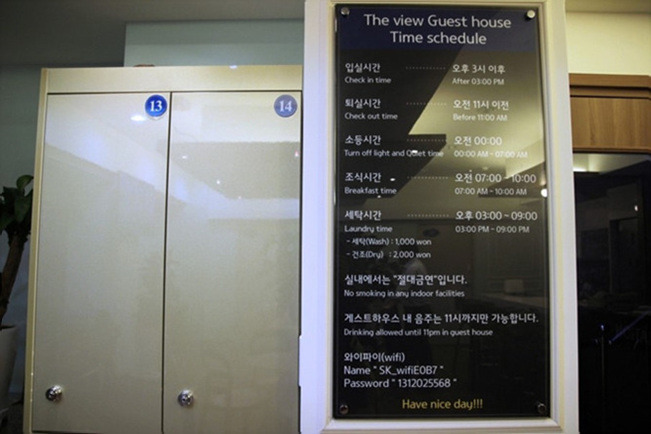 The view Guest house
Time schedule
입실시간 ············ 오후 3시 이후
Check in time After 03:00 PM
퇴실시간 ············ 오전 11시 이전
Check out time Before 11:00 AM
소등시간 ············ 오전 00:00
Turn off light and Quiet time 00:00 AM ~ 07:00 AM
조식시간 ············ 오전 07:00 ~ 10:00
Breakfast time 07:00 AM ~ 10:00 AM
세탁시간 ············ 오후 03:00 ~ 09:00
Laundry time 03:00 PM ~ 09:00 PM
- 세탁(Wash) : 1,000 won
- 건조(Dry) : 2,000 won
실내에서는 "절대금연"입니다.
No smoking in any indoor facilities
게스트하우스 내 음주는 11시까지만 가능합니다.
Drinking allowed until 11pm in guest house
와이파이(wifi)
Name " SK_wifiE0B7 "
Password " 1312025568 "
Have nice day!!!
13
14